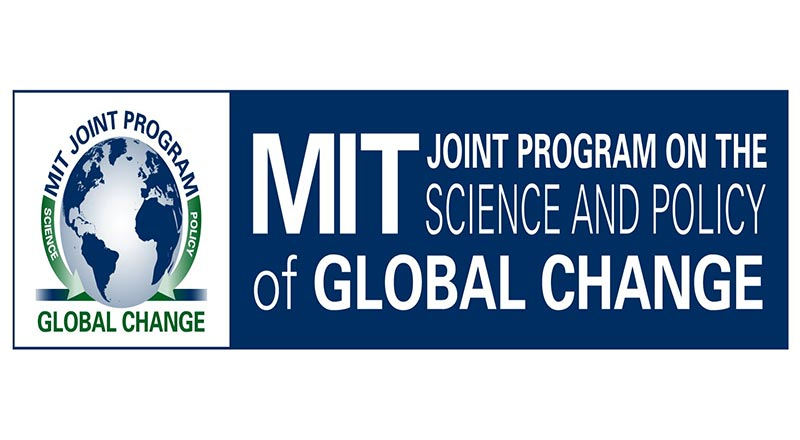 MIT JOINT PROGRAM
SCIENCE
POLICY
GLOBAL CHANGE
MIT JOINT PROGRAM ON THE
SCIENCE AND POLICY
of GLOBAL CHANGE